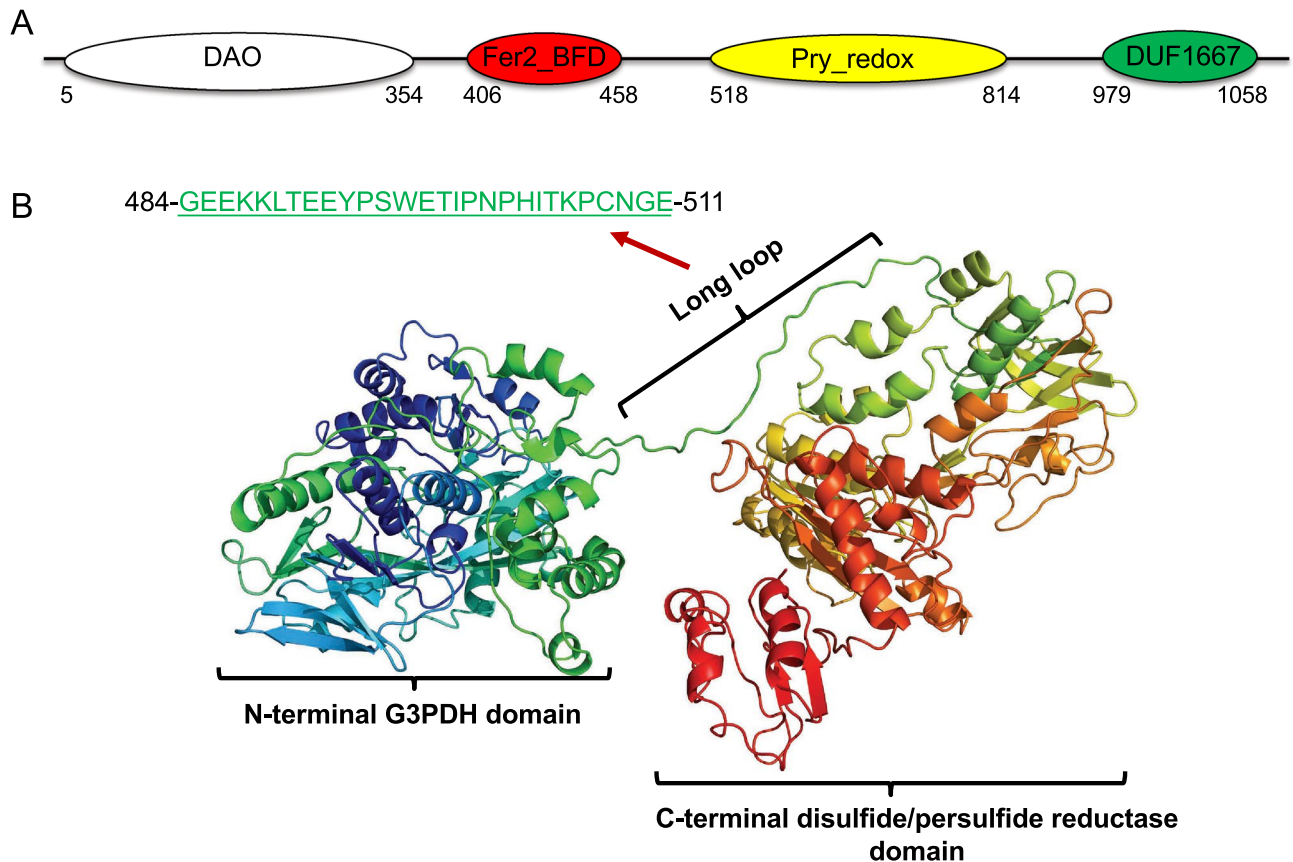 A
DAO Fer2_BFD Pry_redox DUF1667
5 354 406 458 518 814 979 1058
B
484-GEEKKLTEEYPSWETIPNPHITKPCNGE-511
Long loop
N-terminal G3PDH domain
C-terminal disulfide/persulfide reductase
domain